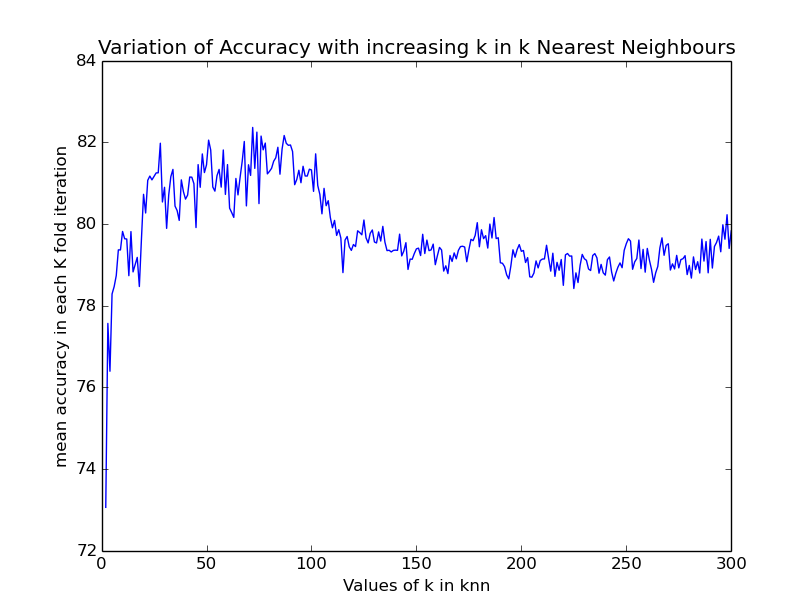 Variation of Accuracy with increasing k in k Nearest Neighbours
84
82
80
78
76
74
72
mean accuracy in each K fold iteration
0 50 100 150 200 250 300
Values of k in knn